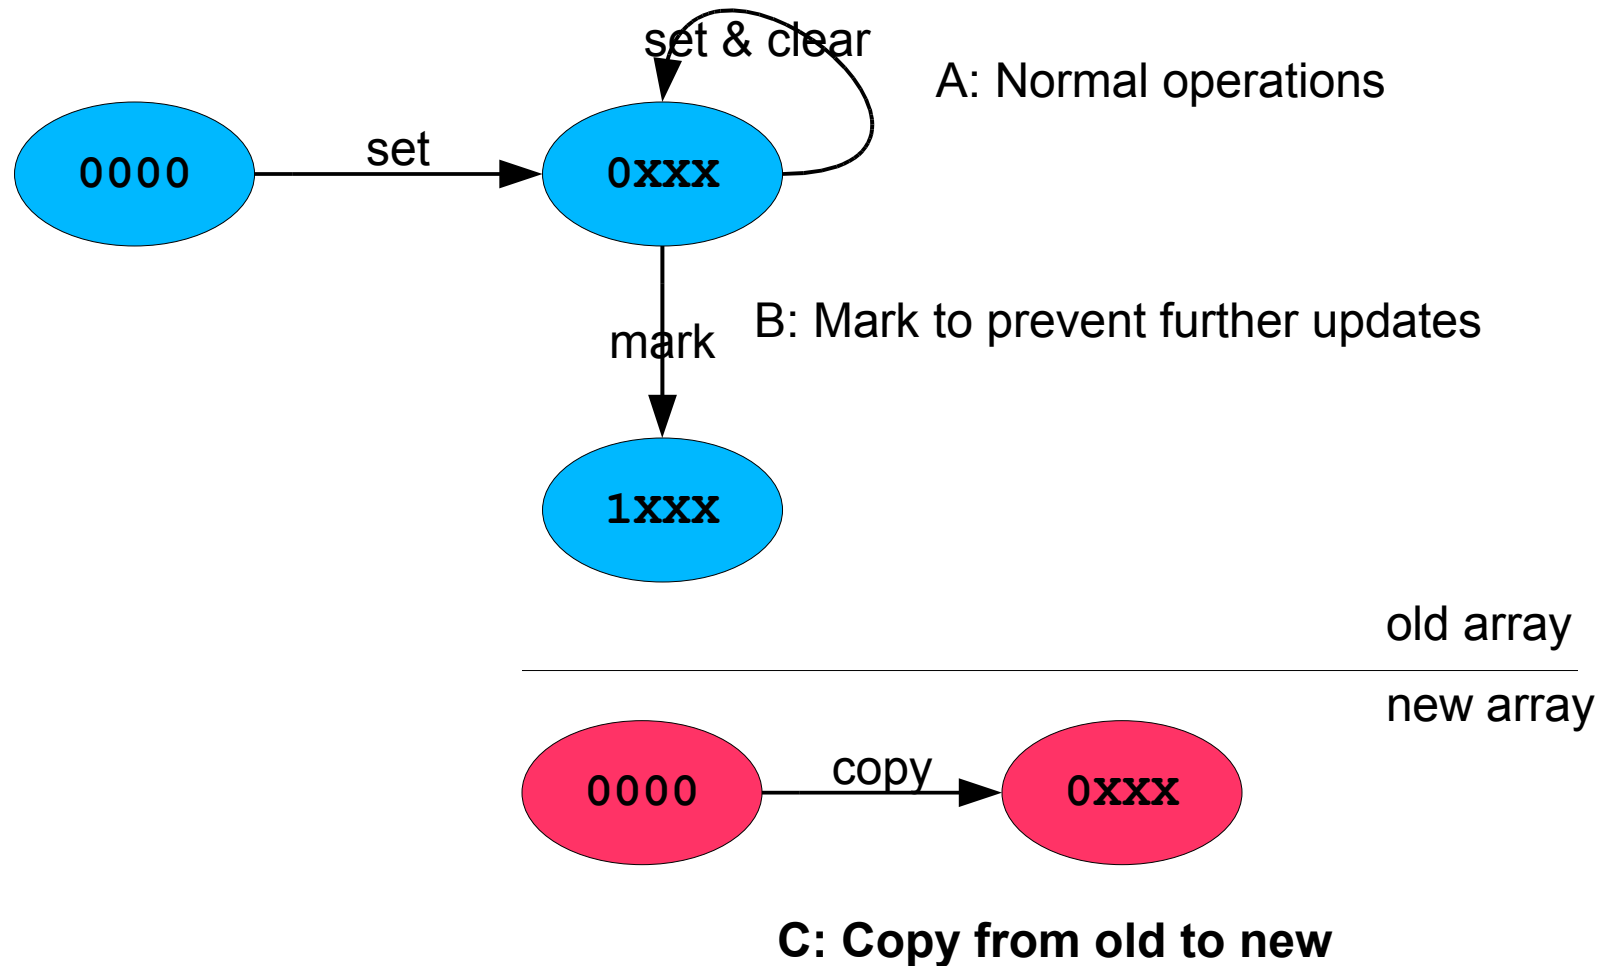 set & clear
A: Normal operations
0000
set
0xxx
B: Mark to prevent further updates
mark
1xxx
old array
new array
0000
copy
0xxx
C: Copy from old to new